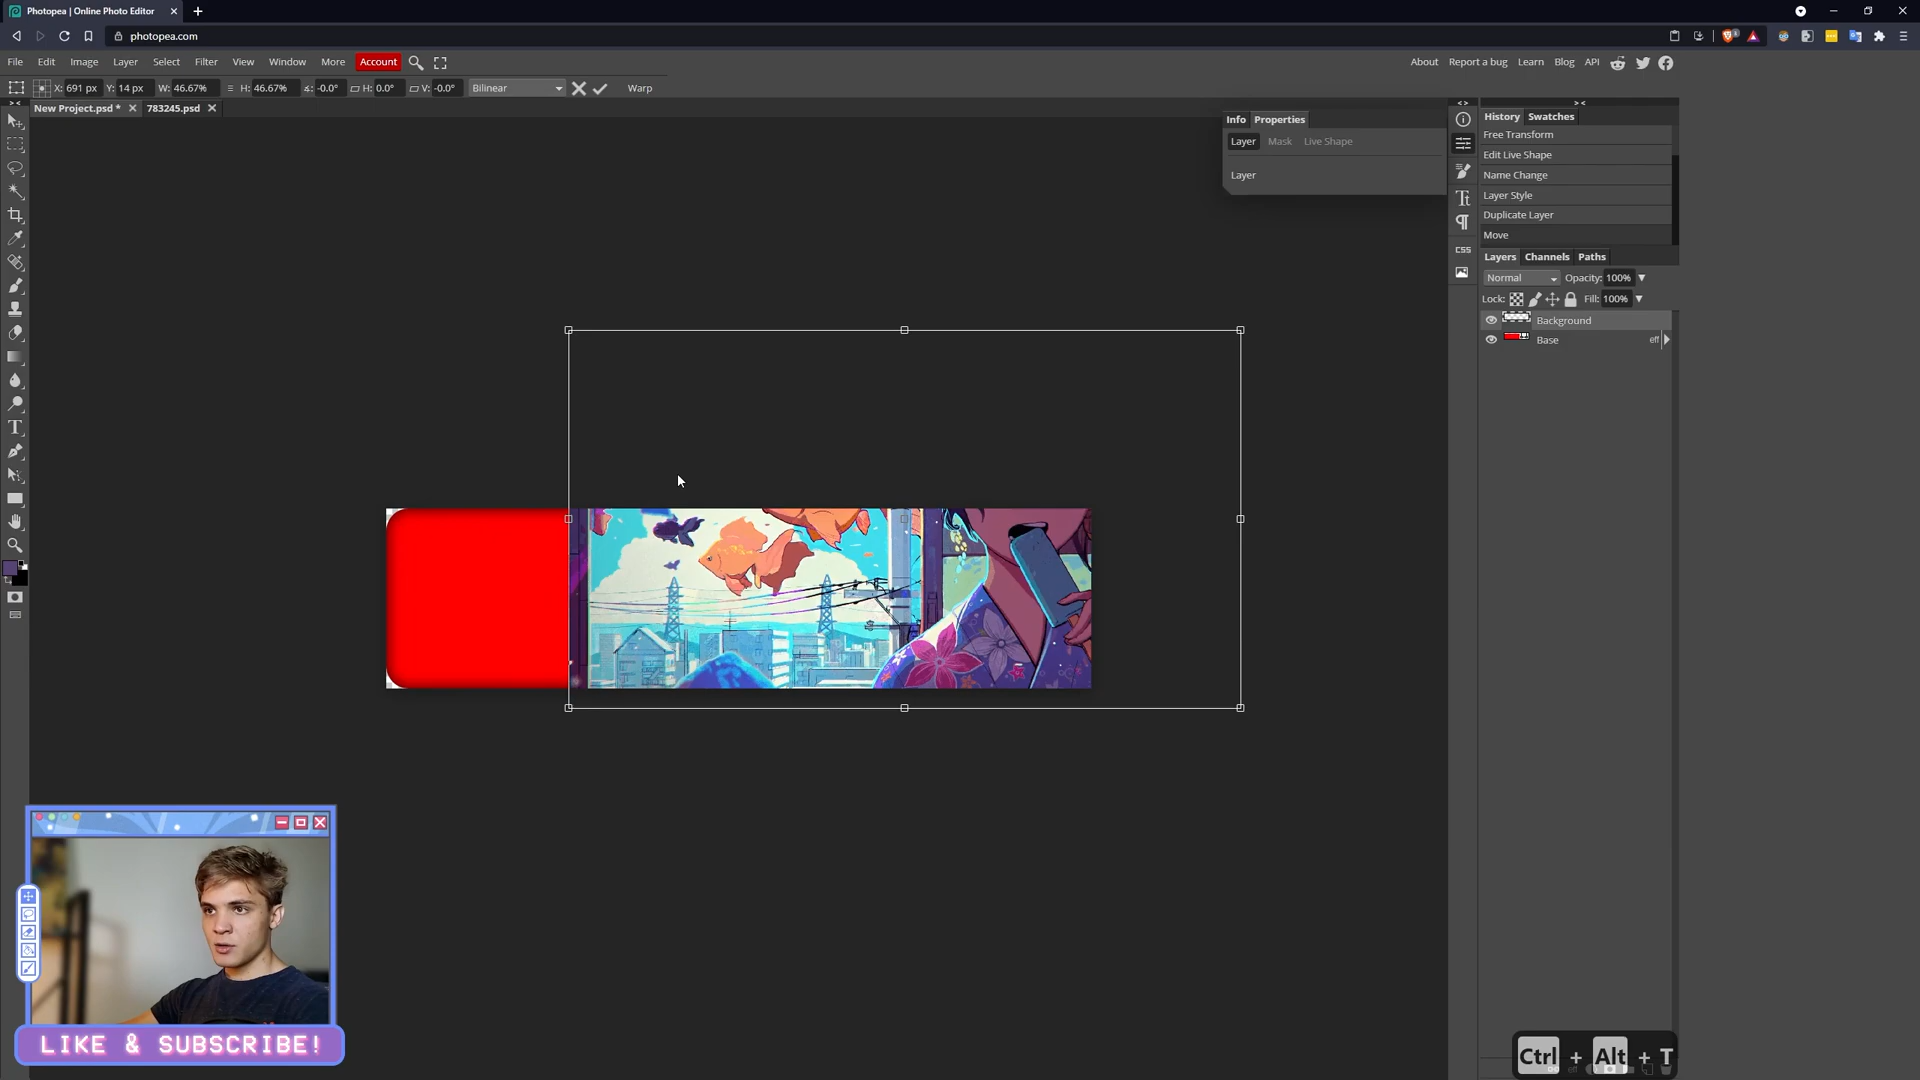 Photopea | Online Photo Editor
photopea.com
File Edit Image Layer Select Filter View Window More Account
About Report a bug Learn Blog API
X: 691 px Y: 14 px W: 46.67% H: 46.67% -0.0° H: 0.0° V: -0.0° Bilinear Warp
New Project.psd * 783245.psd
Info Properties
Layer Mask Live Shape
Layer
History Swatches
Free Transform
Edit Live Shape
Name Change
Layer Style
Duplicate Layer
Move
CSS
Layers Channels Paths
Normal Opacity: 100%
Lock: Fill: 100%
Background
Base eff
LIKE & SUBSCRIBE!
Ctrl + Alt + T